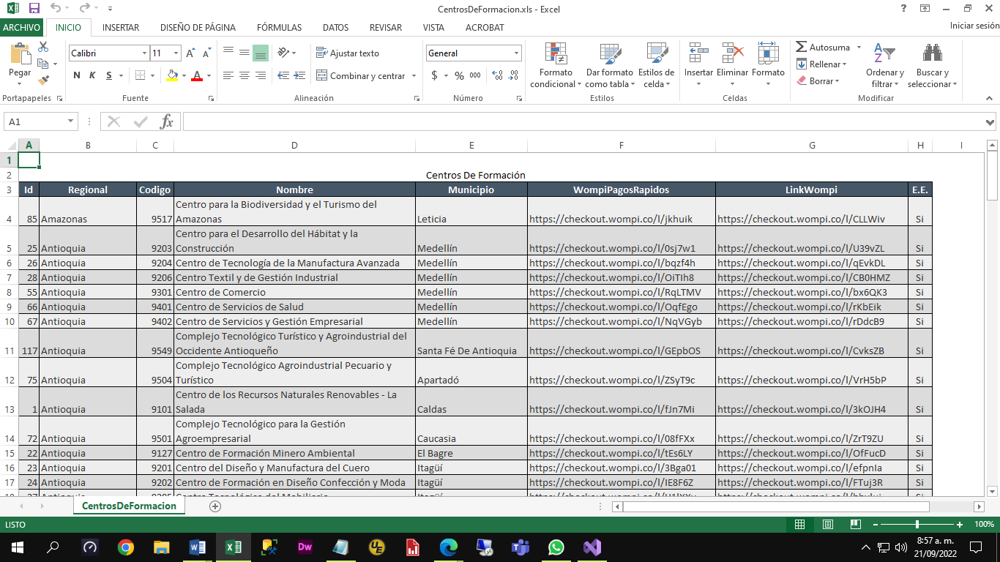 CentrosDeFormacion.xls - Excel
ARCHIVO INICIO INSERTAR DISEÑO DE PÁGINA FÓRMULAS DATOS REVISAR VISTA ACROBAT Iniciar sesión
Calibri 11 Ajustar texto General Autosuma
Pegar Formato condicional Dar formato como tabla Estilos de celda Insertar Eliminar Formato Rellenar Ordenar y filtrar Buscar y seleccionar
N K S Combinar y centrar $ % 000 Borrar
Portapapeles Fuente Alineación Número Estilos Celdas Modificar
A1 fx
A B C D E F G H I
1
2 Centros De Formación
3 Id Regional Codigo Nombre Municipio WompiPagosRapidos LinkWompi E.E.
4 85 Amazonas 9517 Centro para la Biodiversidad y el Turismo del Amazonas Leticia https://checkout.wompi.co/l/jkhuik https://checkout.wompi.co/l/CLLWiv Si
5 25 Antioquia 9203 Centro para el Desarrollo del Hábitat y la Construcción Medellín https://checkout.wompi.co/l/0sj7w1 https://checkout.wompi.co/l/U39vZL Si
6 26 Antioquia 9204 Centro de Tecnología de la Manufactura Avanzada Medellín https://checkout.wompi.co/l/bqzf4h https://checkout.wompi.co/l/qEvkDL Si
7 28 Antioquia 9206 Centro Textil y de Gestión Industrial Medellín https://checkout.wompi.co/l/OiTIh8 https://checkout.wompi.co/l/CB0HMZ Si
8 55 Antioquia 9301 Centro de Comercio Medellín https://checkout.wompi.co/l/RqLTMV https://checkout.wompi.co/l/bx6QK3 Si
9 66 Antioquia 9401 Centro de Servicios de Salud Medellín https://checkout.wompi.co/l/OqfEgo https://checkout.wompi.co/l/rKbEik Si
10 67 Antioquia 9402 Centro de Servicios y Gestión Empresarial Medellín https://checkout.wompi.co/l/NqVGyb https://checkout.wompi.co/l/rDdcB9 Si
11 117 Antioquia 9549 Complejo Tecnológico Turístico y Agroindustrial del Occidente Antioqueño Santa Fé De Antioquia https://checkout.wompi.co/l/GEpbOS https://checkout.wompi.co/l/CvksZB Si
12 75 Antioquia 9504 Complejo Tecnológico Agroindustrial Pecuario y Turístico Apartadó https://checkout.wompi.co/l/ZSyT9c https://checkout.wompi.co/l/VrH5bP Si
13 1 Antioquia 9101 Centro de los Recursos Naturales Renovables - La Salada Caldas https://checkout.wompi.co/l/fJn7Mi https://checkout.wompi.co/l/3kOJH4 Si
14 72 Antioquia 9501 Complejo Tecnológico para la Gestión Agroempresarial Caucasia https://checkout.wompi.co/l/08fFXx https://checkout.wompi.co/l/ZrT9ZU Si
15 22 Antioquia 9127 Centro de Formación Minero Ambiental El Bagre https://checkout.wompi.co/l/tEs6LY https://checkout.wompi.co/l/OfFucD Si
16 23 Antioquia 9201 Centro del Diseño y Manufactura del Cuero Itagüí https://checkout.wompi.co/l/3Bga01 https://checkout.wompi.co/l/efpnIa Si
17 24 Antioquia 9202 Centro de Formación en Diseño Confección y Moda Itagüí https://checkout.wompi.co/l/IE8F6Z https://checkout.wompi.co/l/FTuj3R Si
CentrosDeFormacion
LISTO 100%
8:57 a. m.
21/09/2022